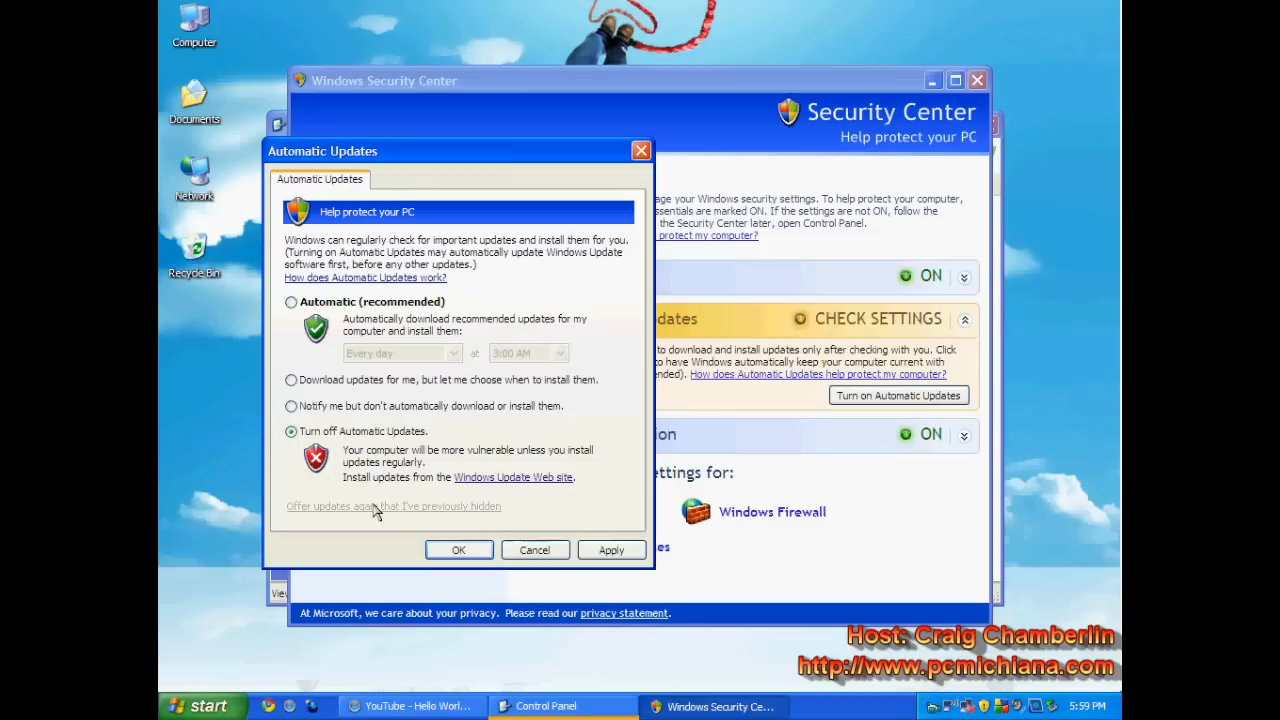 Computer
Documents
Network
Recycle Bin
Windows Security Center
Security Center
Help protect your PC
Automatic Updates
Automatic Updates
Help protect your PC
Windows can regularly check for important updates and install them for you.
(Turning on Automatic Updates may automatically update Windows Update
software first, before any other updates.)
How does Automatic Updates work?
Automatic (recommended)
Automatically download recommended updates for my
computer and install them:
Every day at 3:00 AM
Download updates for me, but let me choose when to install them.
Notify me but don't automatically download or install them.
Turn off Automatic Updates.
Your computer will be more vulnerable unless you install
updates regularly.
Install updates from the Windows Update Web site.
Offer updates again that I've previously hidden
OK Cancel Apply
age your Windows security settings. To help protect your computer,
essentials are marked ON. If the settings are not ON, follow the
the Security Center later, open Control Panel.
protect my computer?
ON
dates CHECK SETTINGS
to download and install updates only after checking with you. Click
to have Windows automatically keep your computer current with
ended). How does Automatic Updates help protect my computer?
Turn on Automatic Updates
ion ON
ettings for:
Windows Firewall
es
View
At Microsoft, we care about your privacy. Please read our privacy statement.
Host: Craig Chamberlin
http://www.pcmichiana.com
start YouTube - Hello Worl... Control Panel Windows Security Ce... 5:59 PM